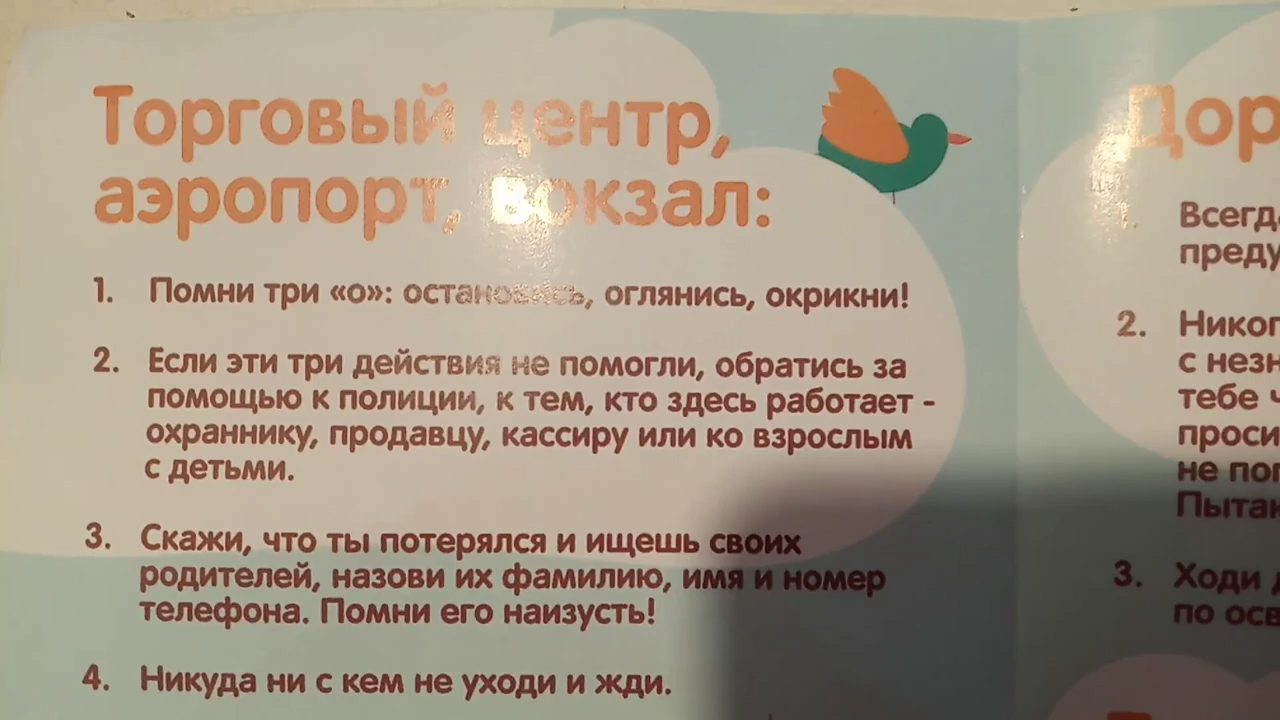 Торговый центр,
аэропорт, вокзал:
1. Помни три «о»: остановись, оглянись, окрикни!
2. Если эти три действия не помогли, обратись за
помощью к полиции, к тем, кто здесь работает -
охраннику, продавцу, кассиру или ко взрослым
с детьми.
3. Скажи, что ты потерялся и ищешь своих
родителей, назови их фамилию, имя и номер
телефона. Помни его наизусть!
4. Никуда ни с кем не уходи и жди.
Дор
1. Всегд
преду
2. Никог
с незн
тебе ч
проси
не пог
Пытак
3. Ходи
по осв